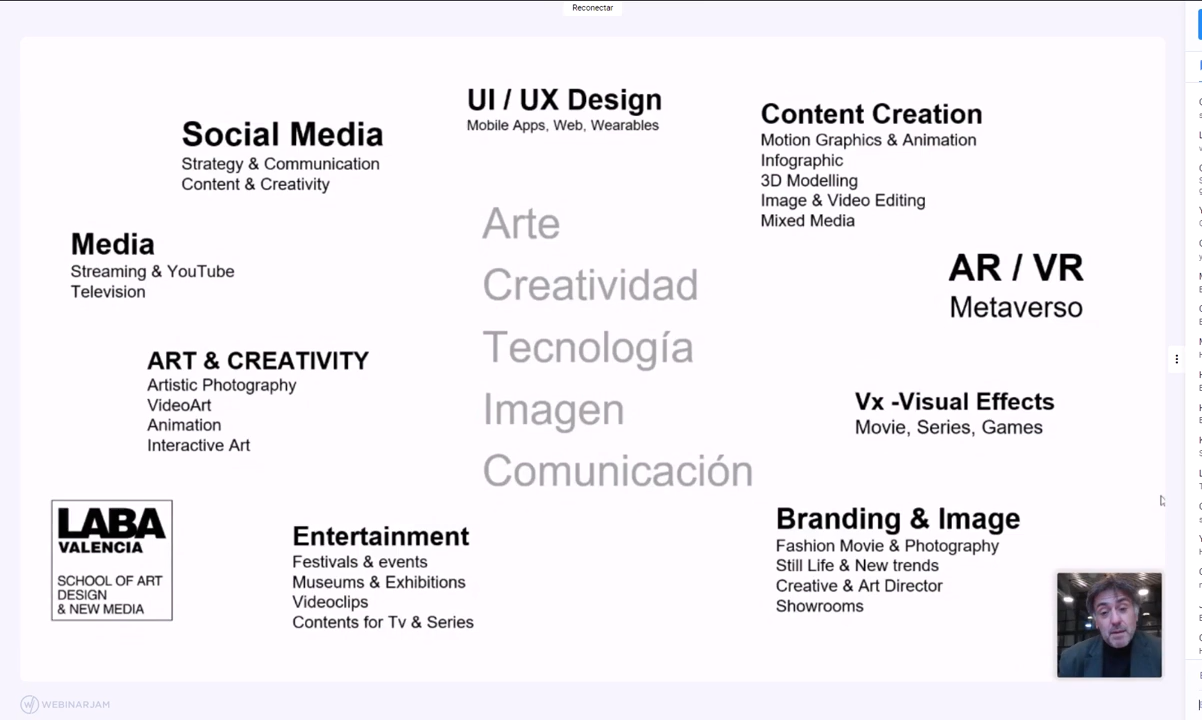 Reconectar
UI / UX Design
Mobile Apps, Web, Wearables
Social Media
Strategy & Communication
Content & Creativity
Content Creation
Motion Graphics & Animation
Infographic
3D Modelling
Image & Video Editing
Mixed Media
Media
Streaming & YouTube
Television
Arte
Creatividad
Tecnología
Imagen
Comunicación
AR / VR
Metaverso
ART & CREATIVITY
Artistic Photography
VideoArt
Animation
Interactive Art
Vx -Visual Effects
Movie, Series, Games
LABA
VALENCIA
SCHOOL OF ART
DESIGN
& NEW MEDIA
Entertainment
Festivals & events
Museums & Exhibitions
Videoclips
Contents for Tv & Series
Branding & Image
Fashion Movie & Photography
Still Life & New trends
Creative & Art Director
Showrooms
WEBINARJAM